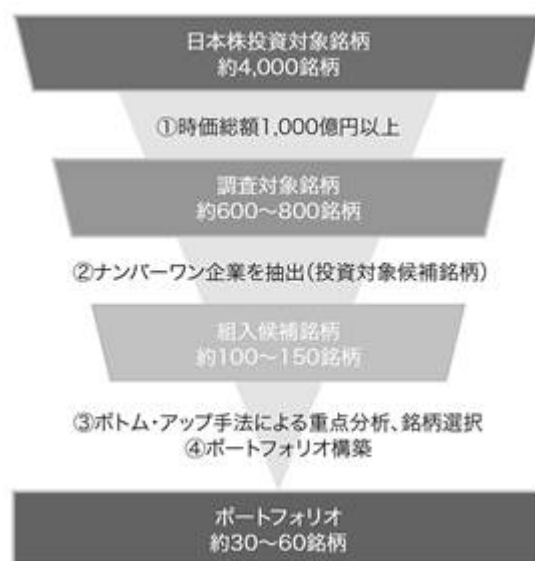 日本株投資対象銘柄
約4,000銘柄
①時価総額1,000億円以上
調査対象銘柄
約600〜800銘柄
②ナンバーワン企業を抽出(投資対象候補銘柄)
組入候補銘柄
約100〜150銘柄
③ボトム・アップ手法による重点分析、銘柄選択
④ポートフォリオ構築
ポートフォリオ
約30〜60銘柄